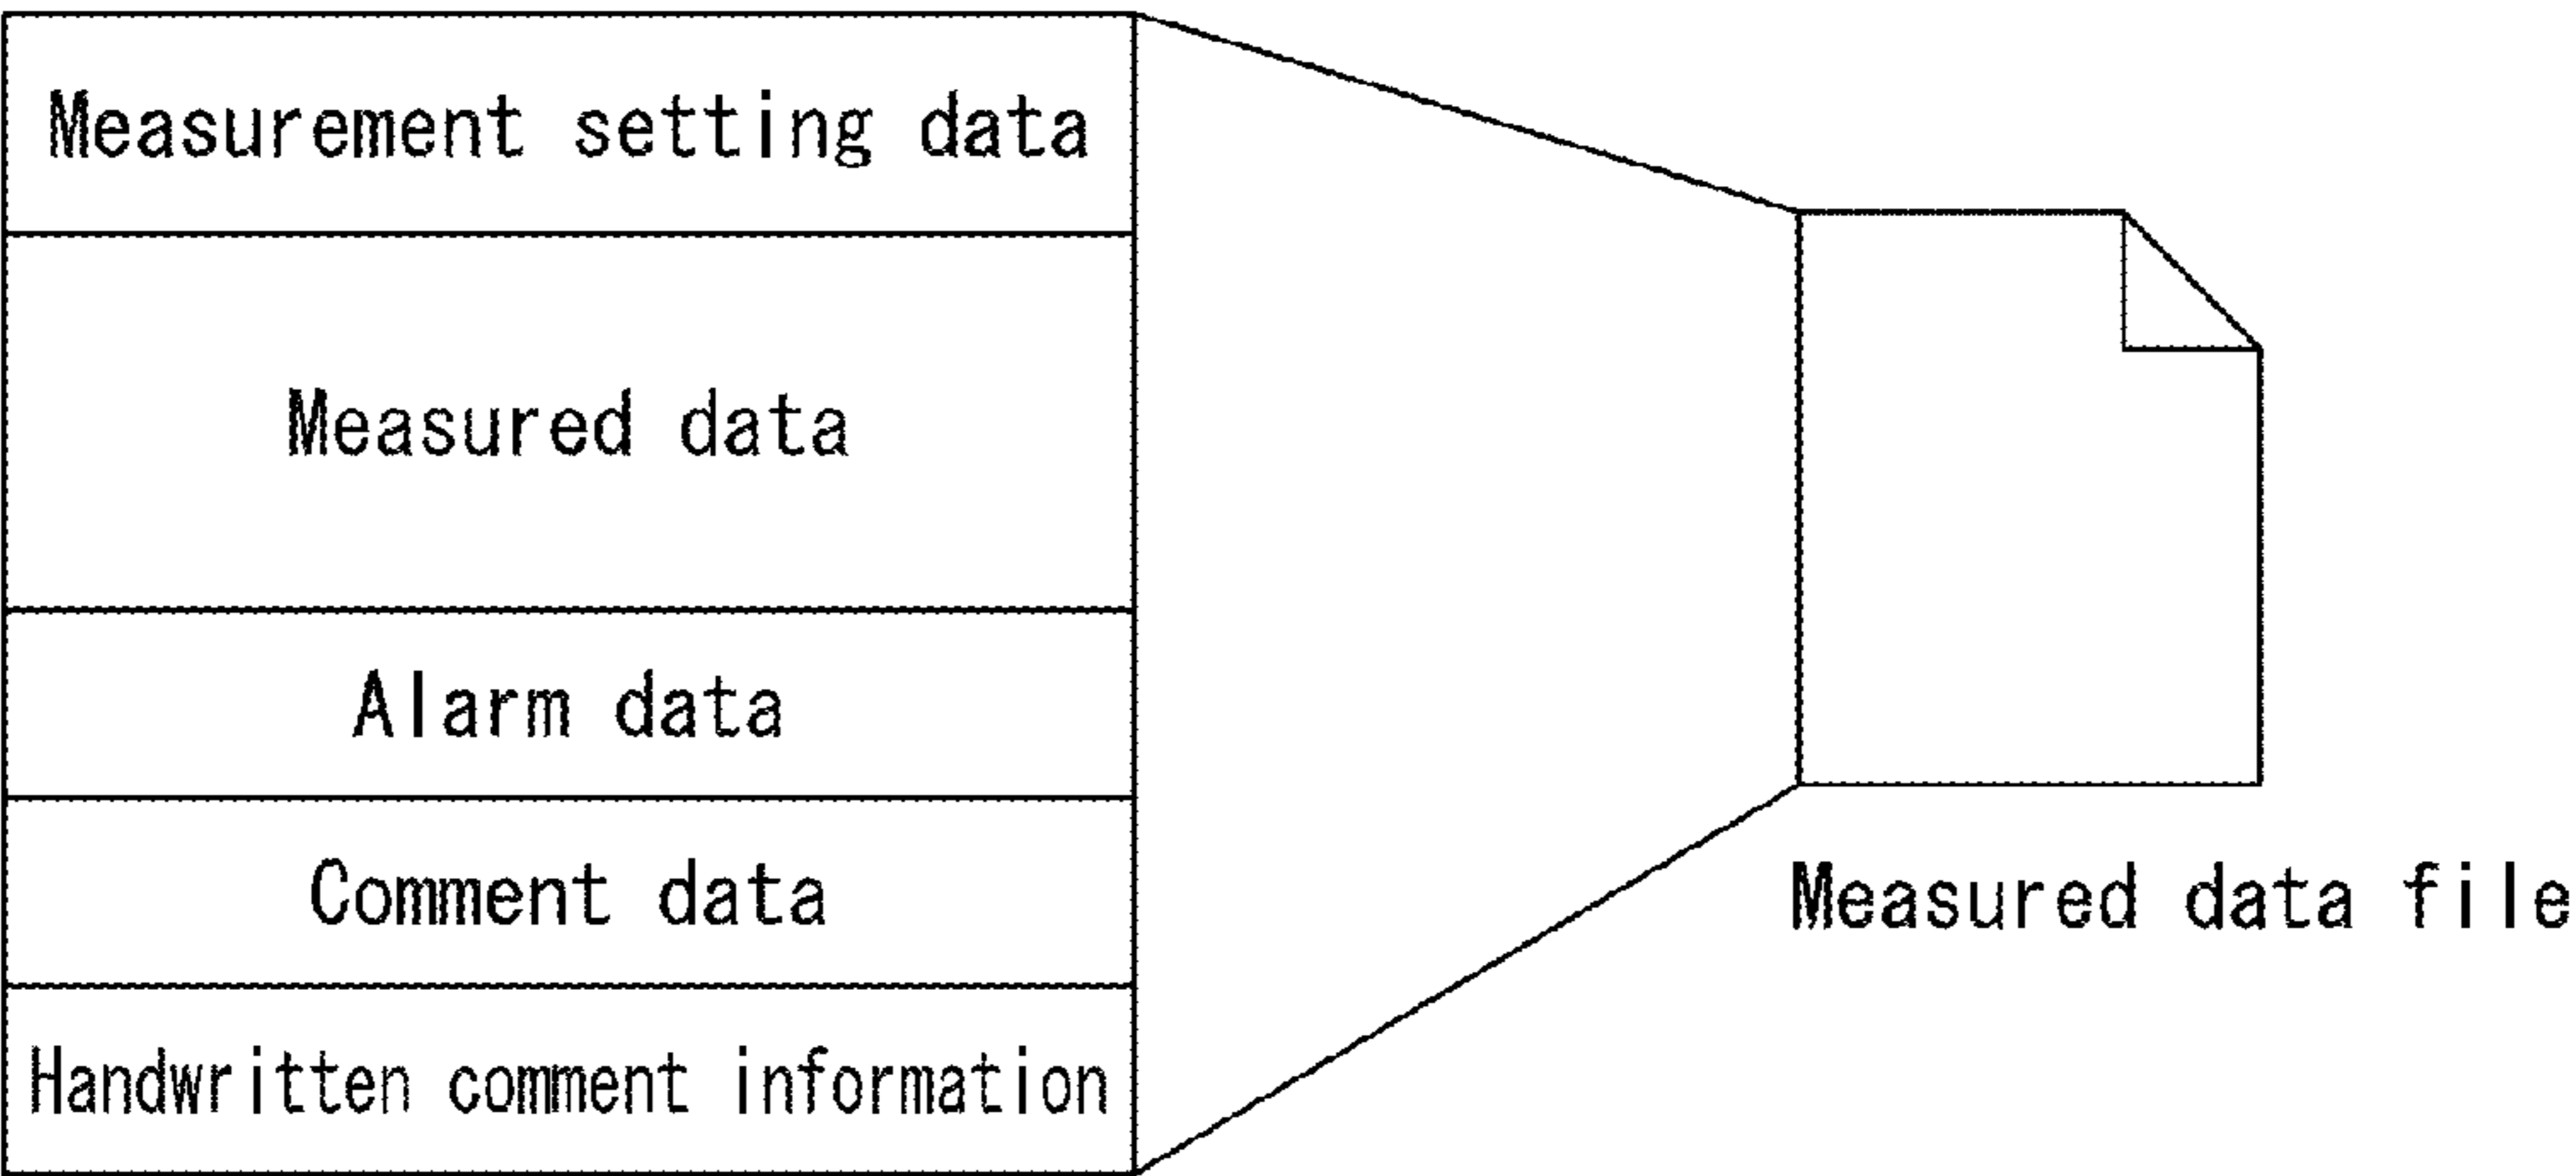 Measurement setting data
Measured data
Alarm data
Comment data
Handwritten comment information
Measured data file